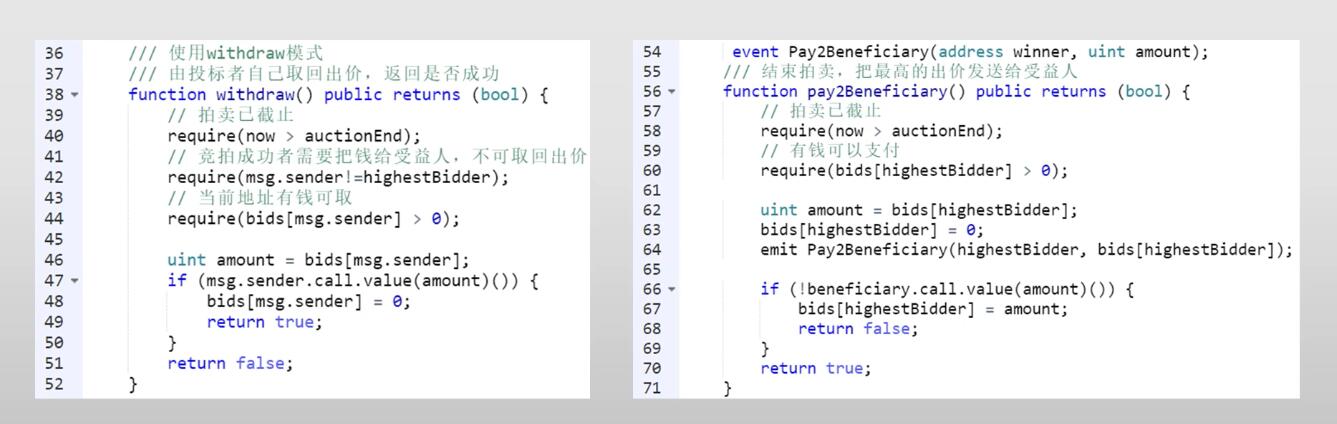 36 /// 使用withdraw模式
37 /// 由投标者自己取回出价，返回是否成功
38 function withdraw() public returns (bool) {
39 // 拍卖已截止
40 require(now > auctionEnd);
41 // 竞拍成功者需要把钱给受益人，不可取回出价
42 require(msg.sender!=highestBidder);
43 // 当前地址有钱可取
44 require(bids[msg.sender] > 0);
45
46 uint amount = bids[msg.sender];
47 if (msg.sender.call.value(amount)()) {
48 bids[msg.sender] = 0;
49 return true;
50 }
51 return false;
52 }
54 event Pay2Beneficiary(address winner, uint amount);
55 /// 结束拍卖，把最高的出价发送给受益人
56 function pay2Beneficiary() public returns (bool) {
57 // 拍卖已截止
58 require(now > auctionEnd);
59 // 有钱可以支付
60 require(bids[highestBidder] > 0);
61
62 uint amount = bids[highestBidder];
63 bids[highestBidder] = 0;
64 emit Pay2Beneficiary(highestBidder, bids[highestBidder]);
65
66 if (!beneficiary.call.value(amount)()) {
67 bids[highestBidder] = amount;
68 return false;
69 }
70 return true;
71 }